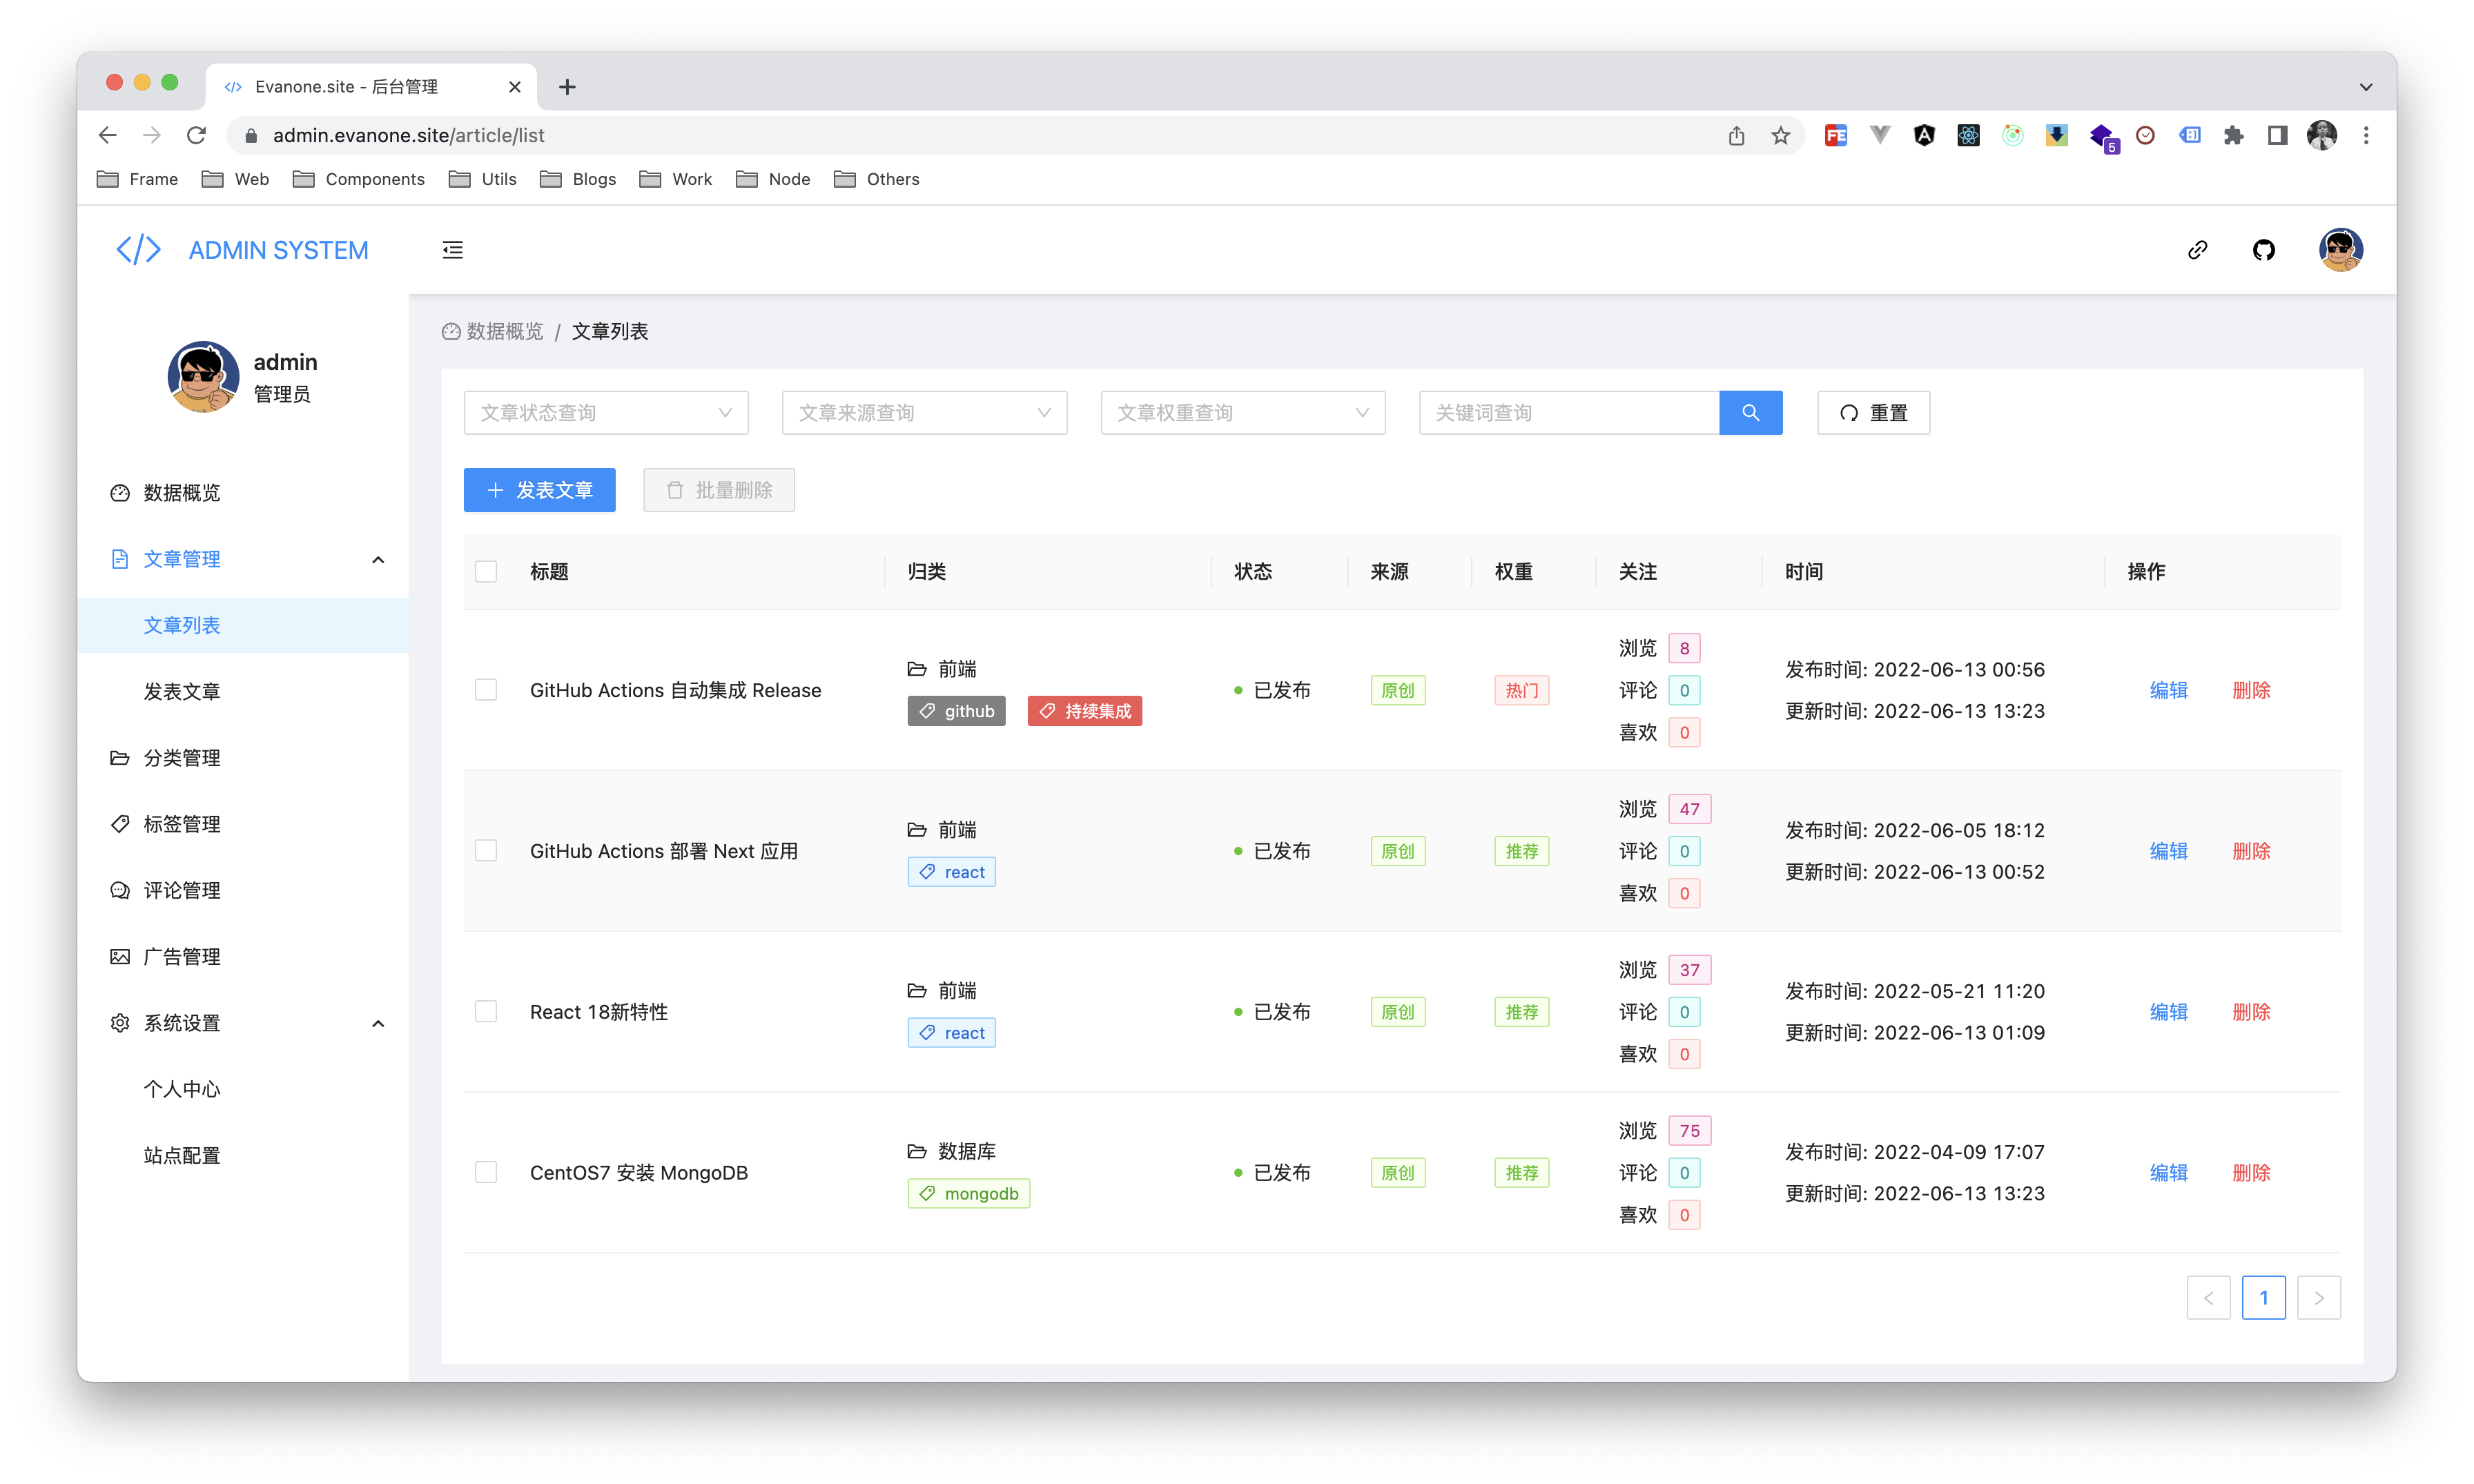 Evanone.site - 后台管理
admin.evanone.site/article/list
5
Frame Web Components Utils Blogs Work Node Others
ADMIN SYSTEM
admin
管理员
数据概览
文章管理
文章列表
发表文章
分类管理
标签管理
评论管理
广告管理
系统设置
个人中心
站点配置
数据概览 / 文章列表
文章状态查询 文章来源查询 文章权重查询 关键词查询 重置
发表文章 批量删除
标题 归类 状态 来源 权重 关注 时间 操作
GitHub Actions 自动集成 Release
前端
github 持续集成
已发布 原创 热门
浏览 8
评论 0
喜欢 0
发布时间: 2022-06-13 00:56
更新时间: 2022-06-13 13:23
编辑 删除
GitHub Actions 部署 Next 应用
前端
react
已发布 原创 推荐
浏览 47
评论 0
喜欢 0
发布时间: 2022-06-05 18:12
更新时间: 2022-06-13 00:52
编辑 删除
React 18新特性
前端
react
已发布 原创 推荐
浏览 37
评论 0
喜欢 0
发布时间: 2022-05-21 11:20
更新时间: 2022-06-13 01:09
编辑 删除
CentOS7 安装 MongoDB
数据库
mongodb
已发布 原创 推荐
浏览 75
评论 0
喜欢 0
发布时间: 2022-04-09 17:07
更新时间: 2022-06-13 13:23
编辑 删除
1